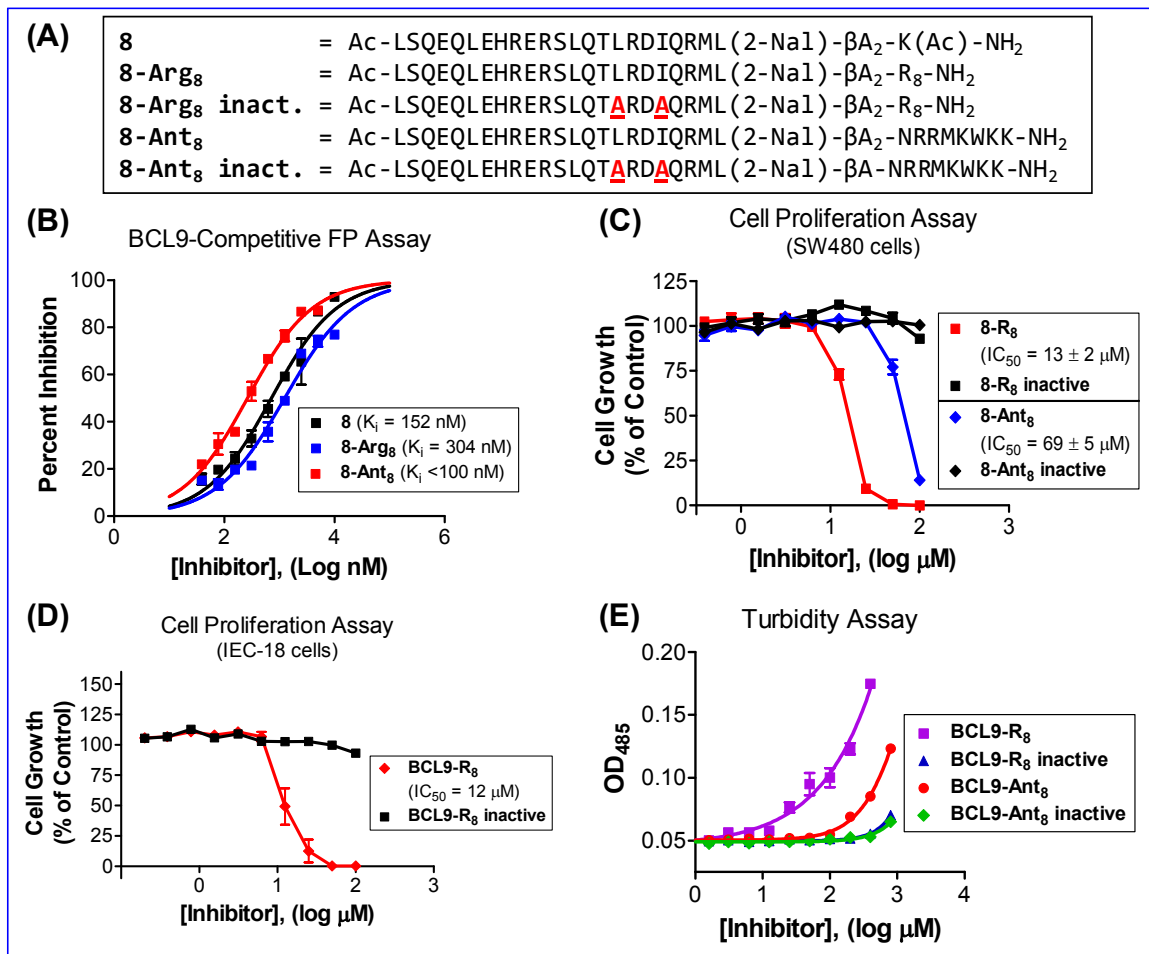 (A)
8 = Ac-LSQEQLEHRERSLQTLRDIQRML(2-Nal)-βA₂-K(Ac)-NH₂
8-Arg₈ = Ac-LSQEQLEHRERSLQTLRDIQRML(2-Nal)-βA₂-R₈-NH₂
8-Arg₈ inact. = Ac-LSQEQLEHRERSLQTARDAQRML(2-Nal)-βA₂-R₈-NH₂
8-Ant₈ = Ac-LSQEQLEHRERSLQTLRDIQRML(2-Nal)-βA₂-NRRMKWKK-NH₂
8-Ant₈ inact. = Ac-LSQEQLEHRERSLQTARDAQRML(2-Nal)-βA-NRRMKWKK-NH₂
(B)
BCL9-Competitive FP Assay
Percent Inhibition
100
80
60
40
20
0
0 2 4 6
[Inhibitor], (Log nM)
8 (Kᵢ = 152 nM)
8-Arg₈ (Kᵢ = 304 nM)
8-Ant₈ (Kᵢ <100 nM)
(C)
Cell Proliferation Assay
(SW480 cells)
Cell Growth
(% of Control)
125
100
75
50
25
0
0 1 2 3
[Inhibitor], (log μM)
8-R₈
(IC₅₀ = 13 ± 2 μM)
8-R₈ inactive
8-Ant₈
(IC₅₀ = 69 ± 5 μM)
8-Ant₈ inactive
(D)
Cell Proliferation Assay
(IEC-18 cells)
Cell Growth
(% of Control)
150
125
100
75
50
25
0
0 1 2 3
[Inhibitor], (log μM)
BCL9-R₈
(IC₅₀ = 12 μM)
BCL9-R₈ inactive
(E)
Turbidity Assay
OD₄₈₅
0.20
0.15
0.10
0.05
0 1 2 3 4
[Inhibitor], (log μM)
BCL9-R₈
BCL9-R₈ inactive
BCL9-Ant₈
BCL9-Ant₈ inactive